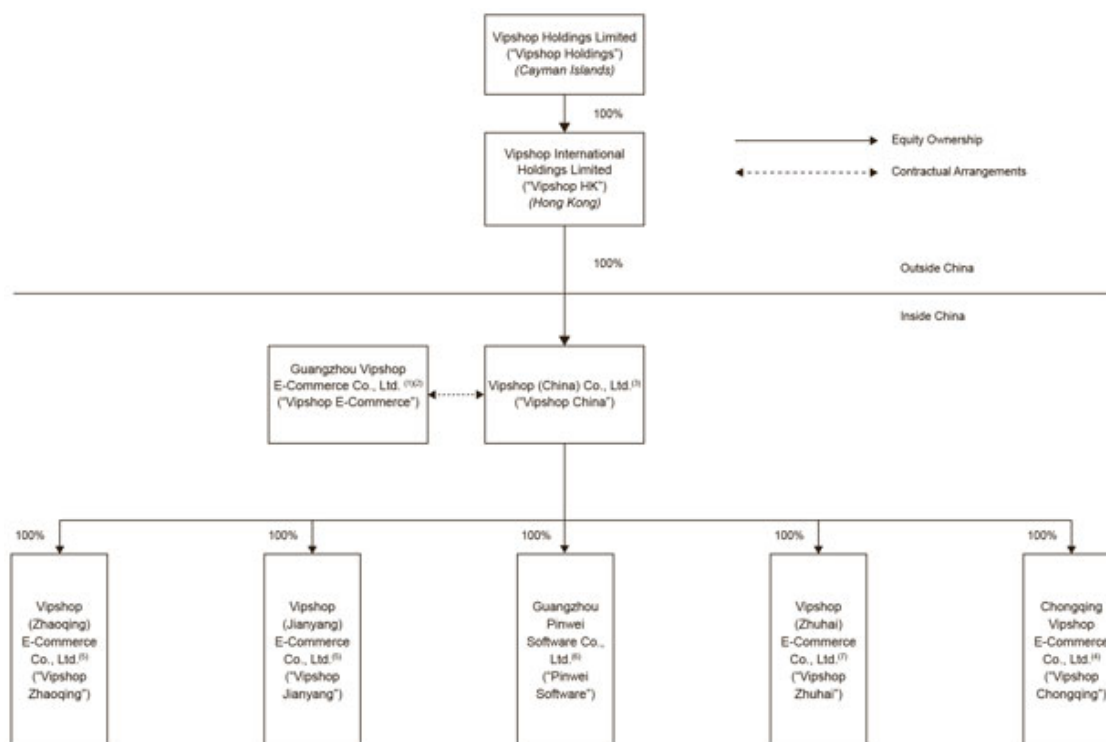 Vipshop Holdings Limited
("Vipshop Holdings")
(Cayman Islands)
100%
Vipshop International
Holdings Limited
("Vipshop HK")
(Hong Kong)
Equity Ownership
Contractual Arrangements
100%
Outside China
Inside China
Guangzhou Vipshop
E-Commerce Co., Ltd. (1)(2)
("Vipshop E-Commerce")
Vipshop (China) Co., Ltd.(3)
("Vipshop China")
100%
100%
100%
100%
100%
Vipshop
(Zhaoqing)
E-Commerce
Co., Ltd.(5)
("Vipshop
Zhaoqing")
Vipshop
(Jianyang)
E-Commerce
Co., Ltd.(5)
("Vipshop
Jianyang")
Guangzhou
Pinwei
Software Co.,
Ltd.(6)
("Pinwei
Software")
Vipshop
(Zhuhai)
E-Commerce
Co., Ltd.(7)
("Vipshop
Zhuhai")
Chongqing
Vipshop
E-Commerce
Co., Ltd.(4)
("Vipshop
Chongqing")